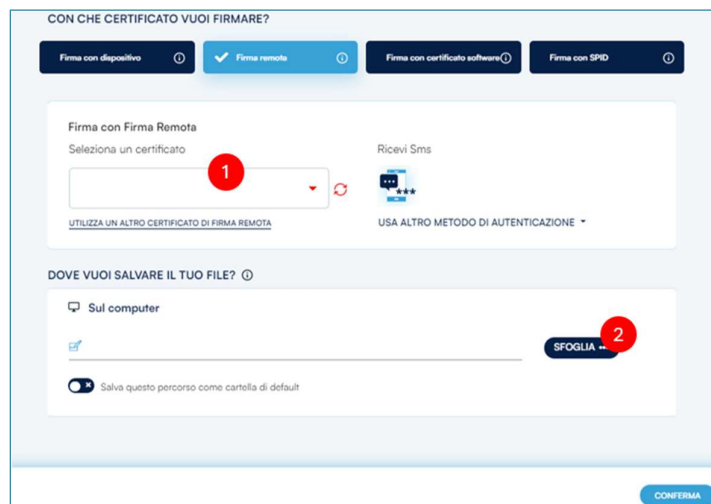 CON CHE CERTIFICATO VUOI FIRMARE?
Firma con dispositivo
Firma remota
Firma con certificato software
Firma con SPID
Firma con Firma Remota
Seleziona un certificato
Ricevi Sms
1
***
UTILIZZA UN ALTRO CERTIFICATO DI FIRMA REMOTA
USA ALTRO METODO DI AUTENTICAZIONE
DOVE VUOI SALVARE IL TUO FILE?
Sul computer
2
SFOGLIA
Salva questo percorso come cartella di default
CONFERMA